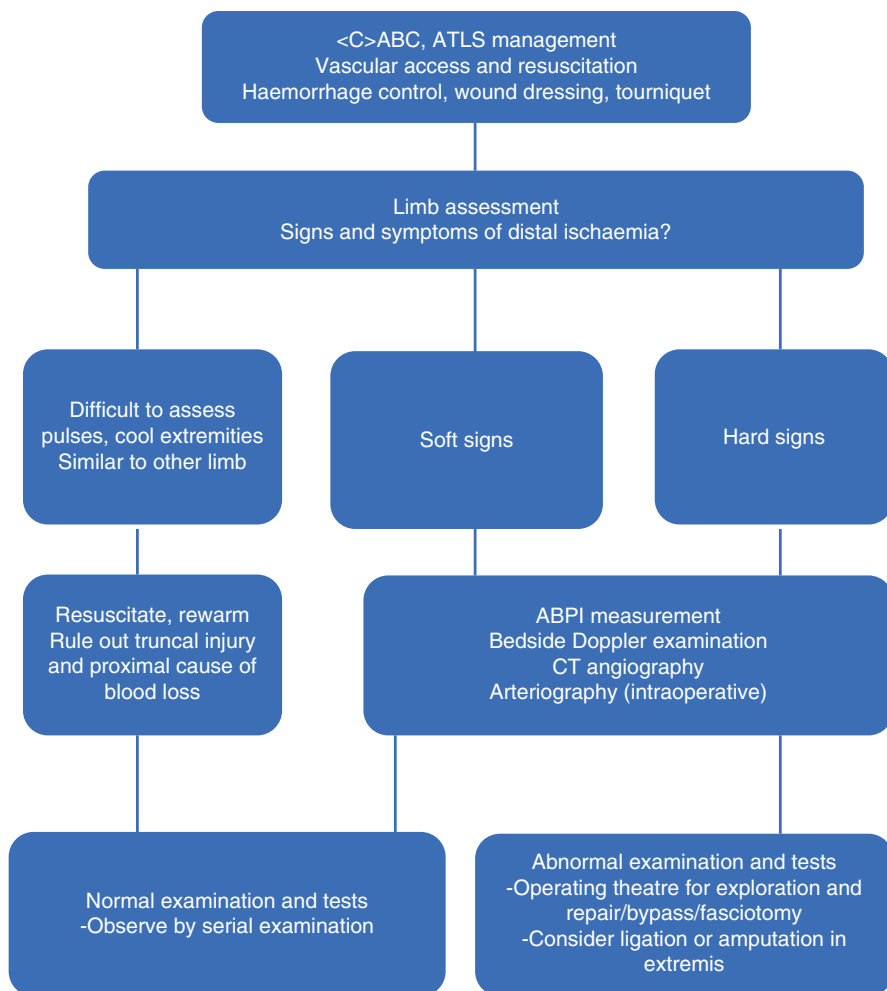 <C>ABC, ATLS management
Vascular access and resuscitation
Haemorrhage control, wound dressing, tourniquet
Limb assessment
Signs and symptoms of distal ischaemia?
Difficult to assess
pulses, cool extremities
Similar to other limb
Soft signs
Hard signs
Resuscitate, rewarm
Rule out truncal injury
and proximal cause of
blood loss
ABPI measurement
Bedside Doppler examination
CT angiography
Arteriography (intraoperative)
Normal examination and tests
-Observe by serial examination
Abnormal examination and tests
-Operating theatre for exploration and
repair/bypass/fasciotomy
-Consider ligation or amputation in
extremis